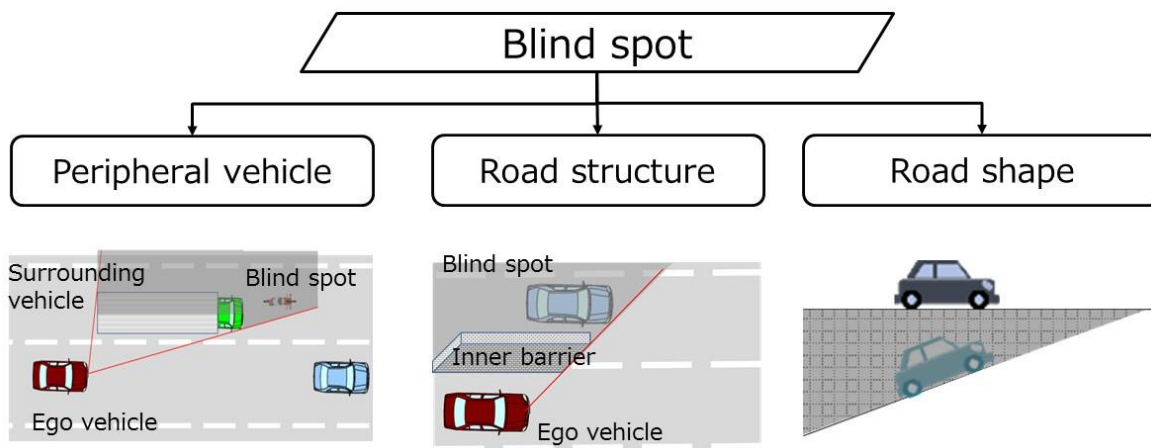 Blind spot
Peripheral vehicle
Road structure
Road shape
Surrounding
vehicle
Blind spot
Ego vehicle
Blind spot
Inner barrier
Ego vehicle